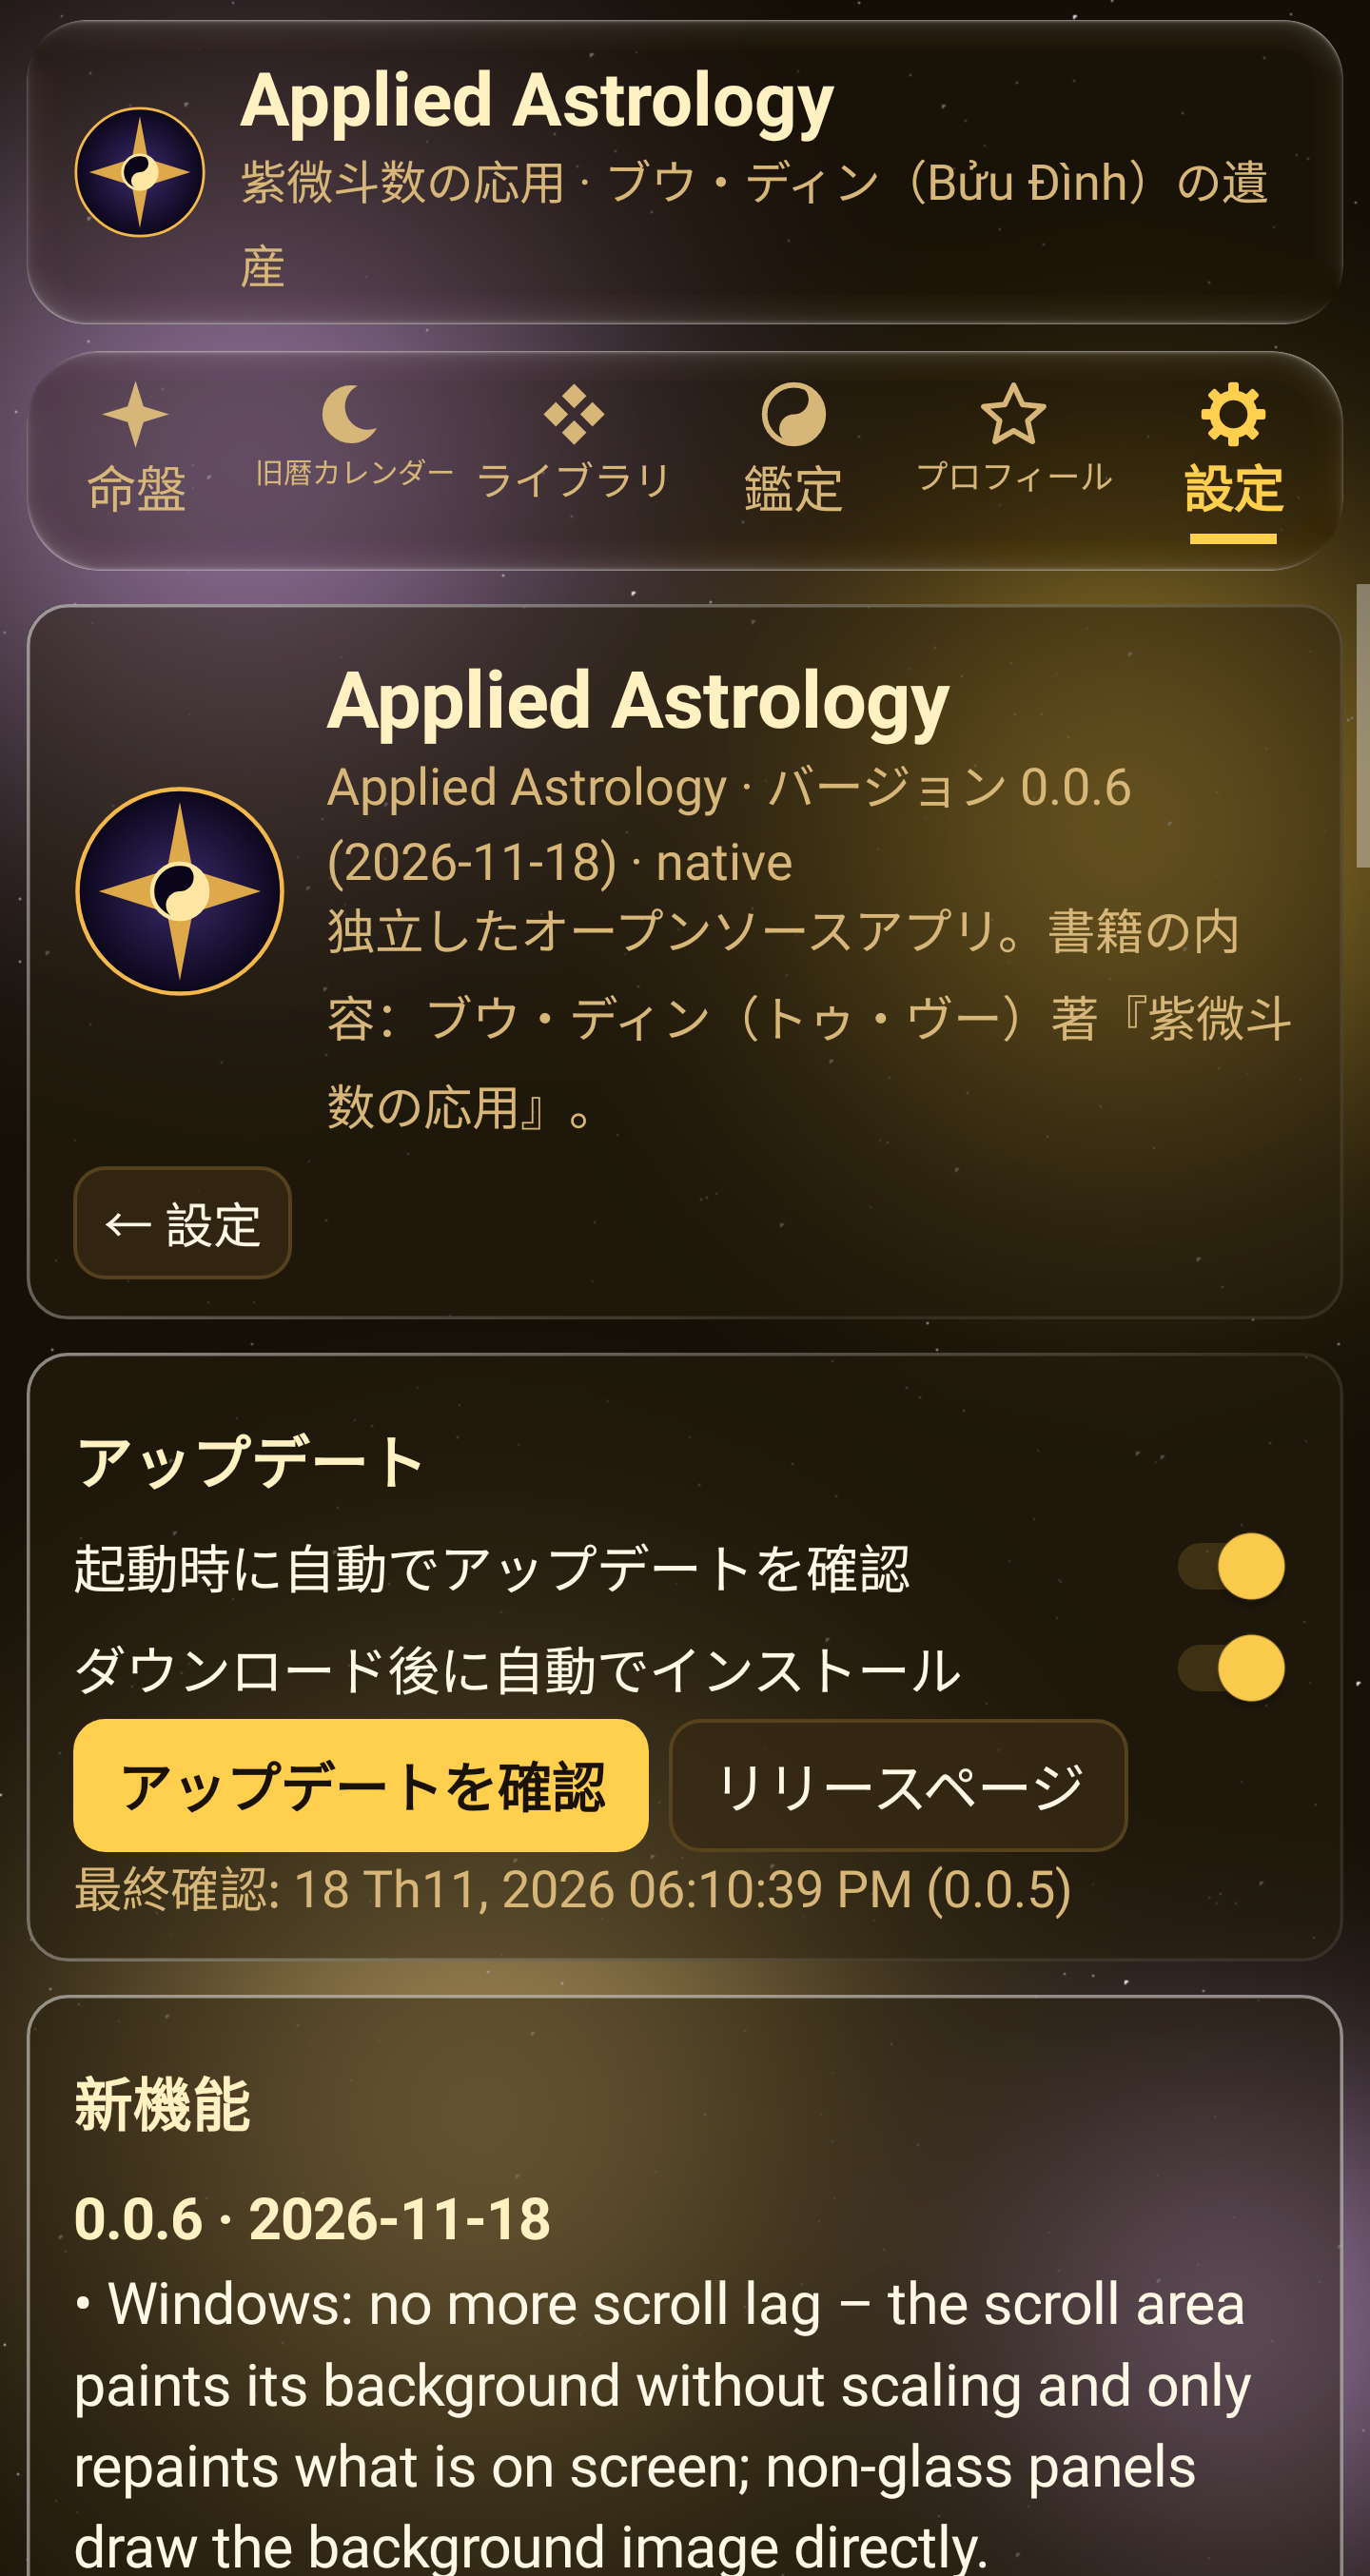 Applied Astrology
紫微斗数の応用 · ブウ・ディン（Bửu Đình）の遺
産
命盤
旧暦カレンダー
ライブラリ
鑑定
プロフィール
設定
Applied Astrology
Applied Astrology · バージョン 0.0.6
(2026-11-18) · native
独立したオープンソースアプリ。書籍の内
容：ブウ・ディン（トゥ・ヴー）著『紫微斗
数の応用』。
← 設定
アップデート
起動時に自動でアップデートを確認
ダウンロード後に自動でインストール
アップデートを確認
リリースページ
最終確認: 18 Th11, 2026 06:10:39 PM (0.0.5)
新機能
0.0.6 · 2026-11-18
• Windows: no more scroll lag – the scroll area
paints its background without scaling and only
repaints what is on screen; non-glass panels
draw the background image directly.